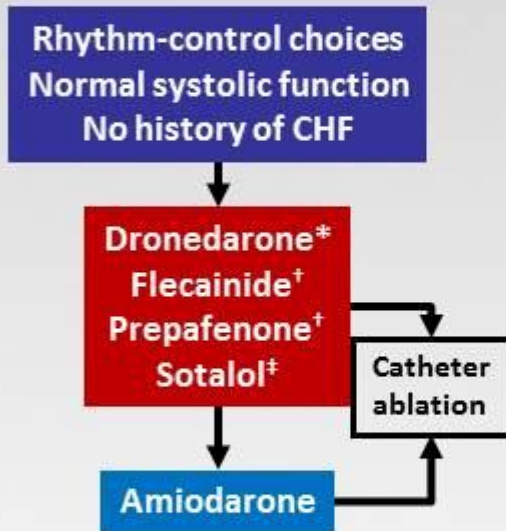 Rhythm-control choices
Normal systolic function
No history of CHF
Dronedarone*
Flecainide†
Prepafenone†
Sotalol‡
Catheter
ablation
Amiodarone